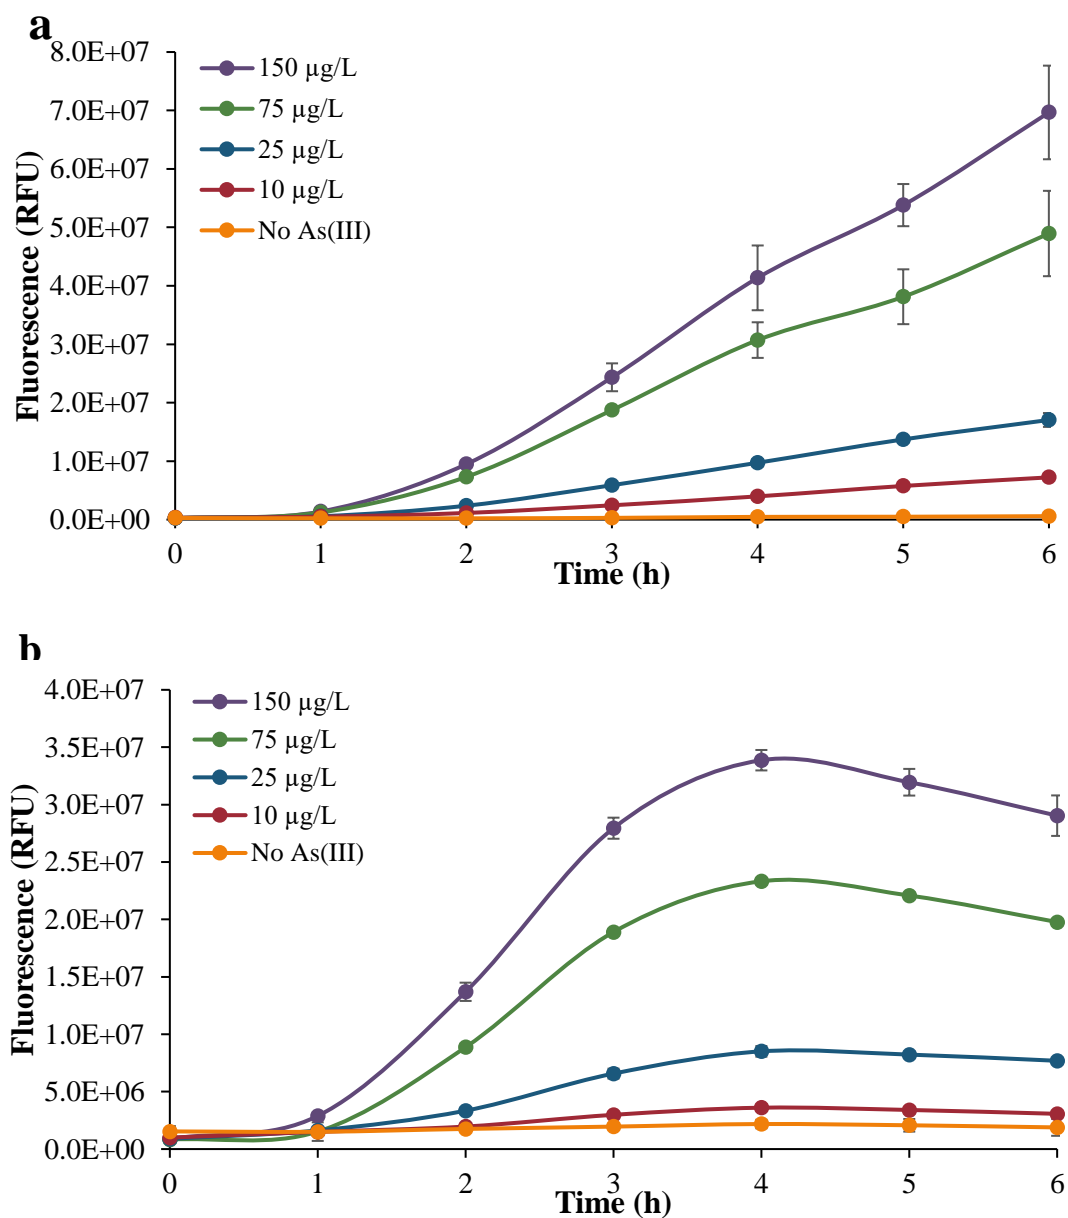 a
8.0E+07
7.0E+07
6.0E+07
5.0E+07
4.0E+07
3.0E+07
2.0E+07
1.0E+07
0.0E+00
Fluorescence (RFU)
150 µg/L
75 µg/L
25 µg/L
10 µg/L
No As(III)
0 1 2 3 4 5 6
Time (h)
b
4.0E+07
3.5E+07
3.0E+07
2.5E+07
2.0E+07
1.5E+07
1.0E+07
5.0E+06
0.0E+00
Fluorescence (RFU)
150 µg/L
75 µg/L
25 µg/L
10 µg/L
No As(III)
0 1 2 3 4 5 6
Time (h)